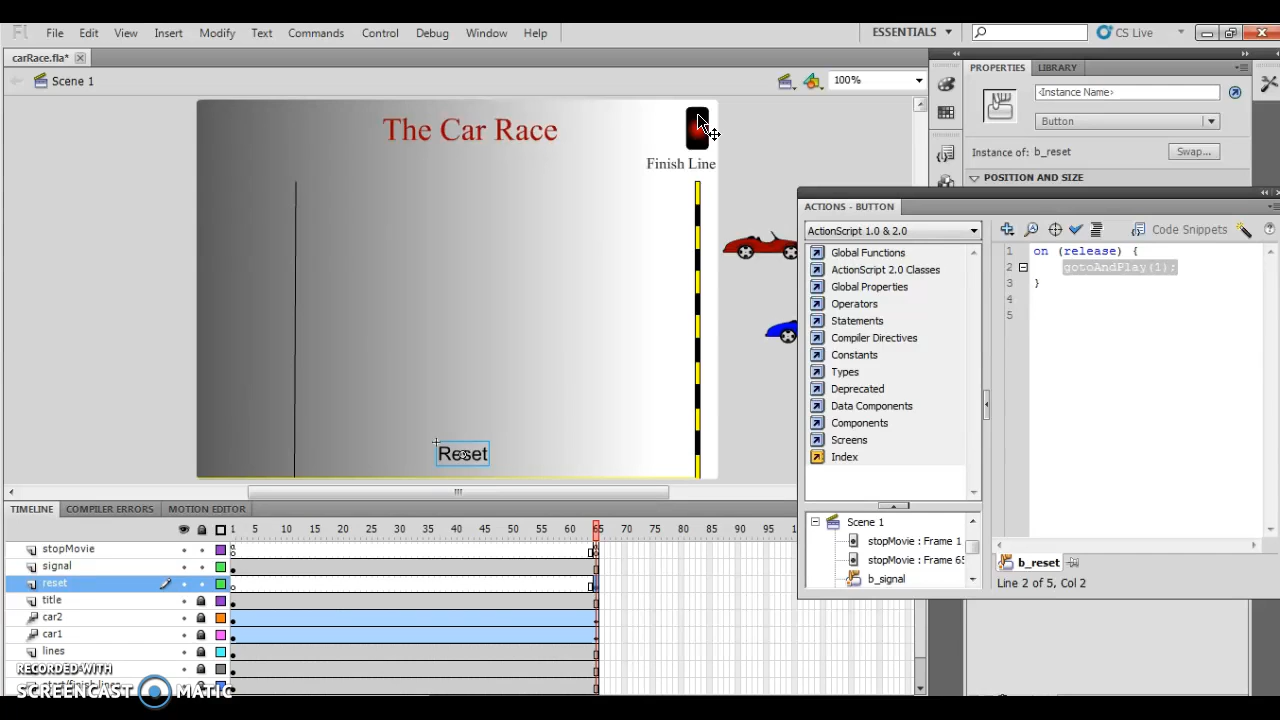 Fl File Edit View Insert Modify Text Commands Control Debug Window Help ESSENTIALS CS Live
carRace.fla*
Scene 1 100%
PROPERTIES LIBRARY
<Instance Name>
Button
Instance of: b_reset Swap...
POSITION AND SIZE
The Car Race
Finish Line
Reset
ACTIONS - BUTTON
ActionScript 1.0 & 2.0
Code Snippets
Global Functions
ActionScript 2.0 Classes
Global Properties
Operators
Statements
Compiler Directives
Constants
Types
Deprecated
Data Components
Components
Screens
Index
1 on (release) {
2 gotoAndPlay(1);
3 }
4
5
Scene 1
stopMovie : Frame 1
stopMovie : Frame 65
b_signal
b_reset
Line 2 of 5, Col 2
TIMELINE COMPILER ERRORS MOTION EDITOR
1 5 10 15 20 25 30 35 40 45 50 55 60 65 70 75 80 85 90 95
stopMovie
signal
reset
title
car2
car1
lines
RECORDED WITH
SCREENCAST MATIC